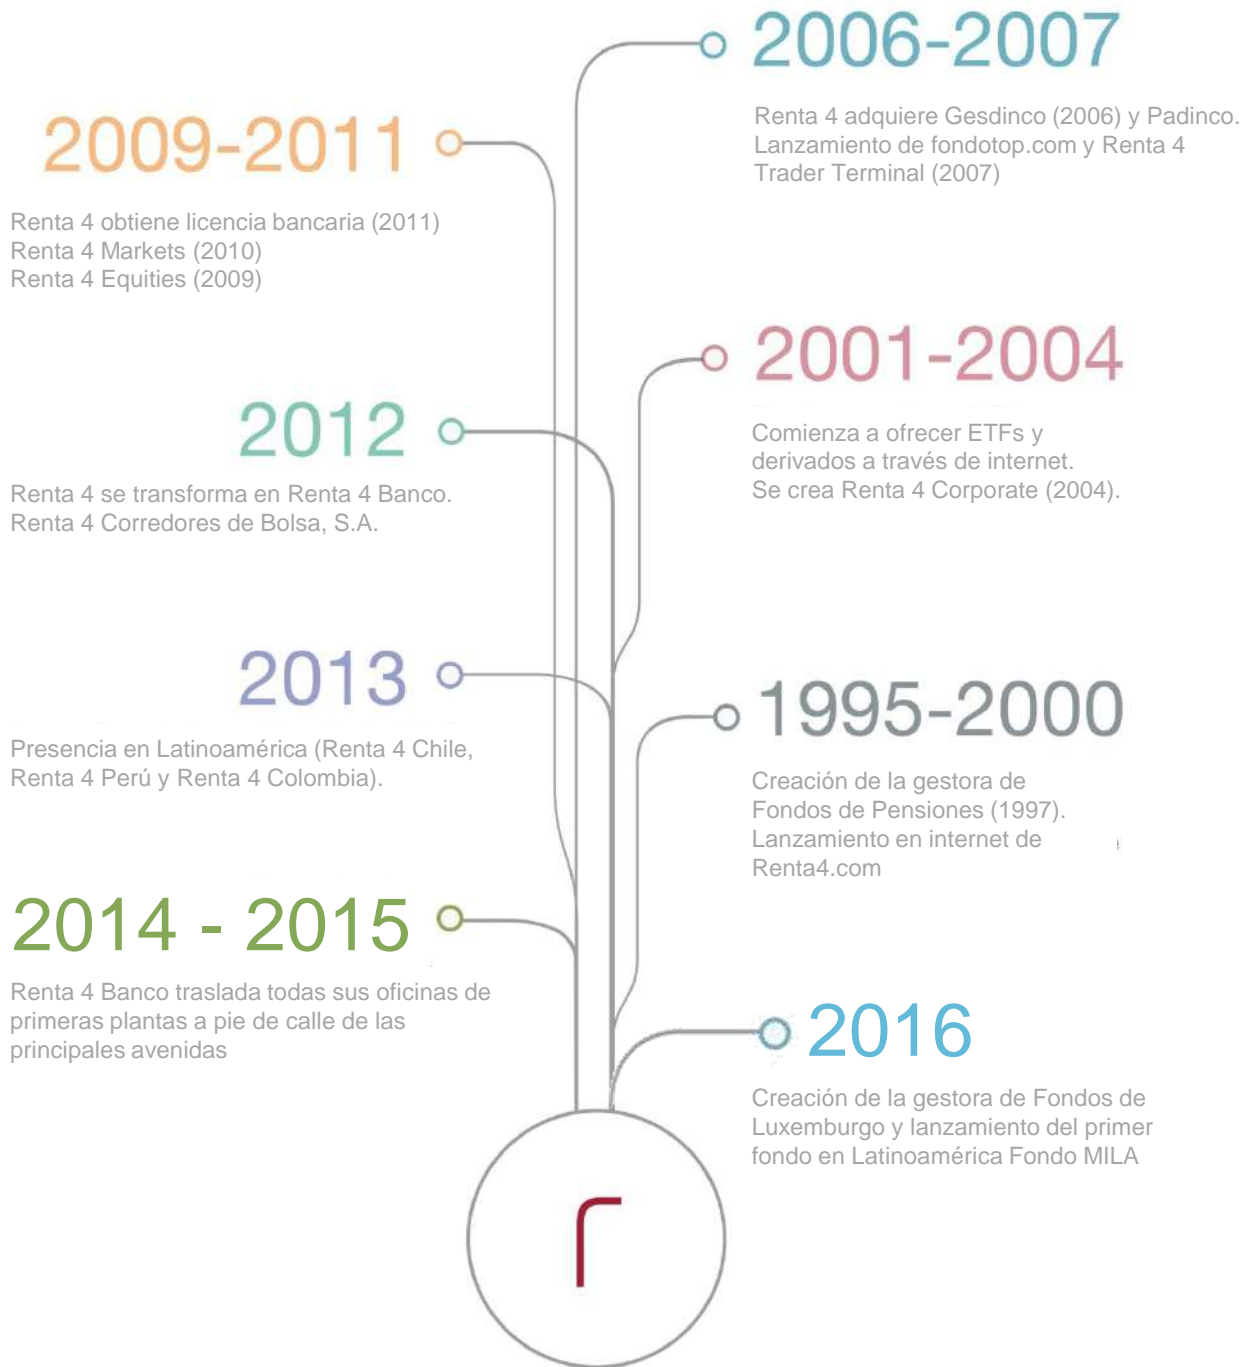 2006-2007
Renta 4 adquiere Gesdinco (2006) y Padinco.
Lanzamiento de fondotop.com y Renta 4
Trader Terminal (2007)
2009-2011
Renta 4 obtiene licencia bancaria (2011)
Renta 4 Markets (2010)
Renta 4 Equities (2009)
2001-2004
Comienza a ofrecer ETFs y
derivados a través de internet.
Se crea Renta 4 Corporate (2004).
2012
Renta 4 se transforma en Renta 4 Banco.
Renta 4 Corredores de Bolsa, S.A.
2013
Presencia en Latinoamérica (Renta 4 Chile,
Renta 4 Perú y Renta 4 Colombia).
1995-2000
Creación de la gestora de
Fondos de Pensiones (1997).
Lanzamiento en internet de
Renta4.com
2014 - 2015
Renta 4 Banco traslada todas sus oficinas de
primeras plantas a pie de calle de las
principales avenidas
2016
Creación de la gestora de Fondos de
Luxemburgo y lanzamiento del primer
fondo en Latinoamérica Fondo MILA
r